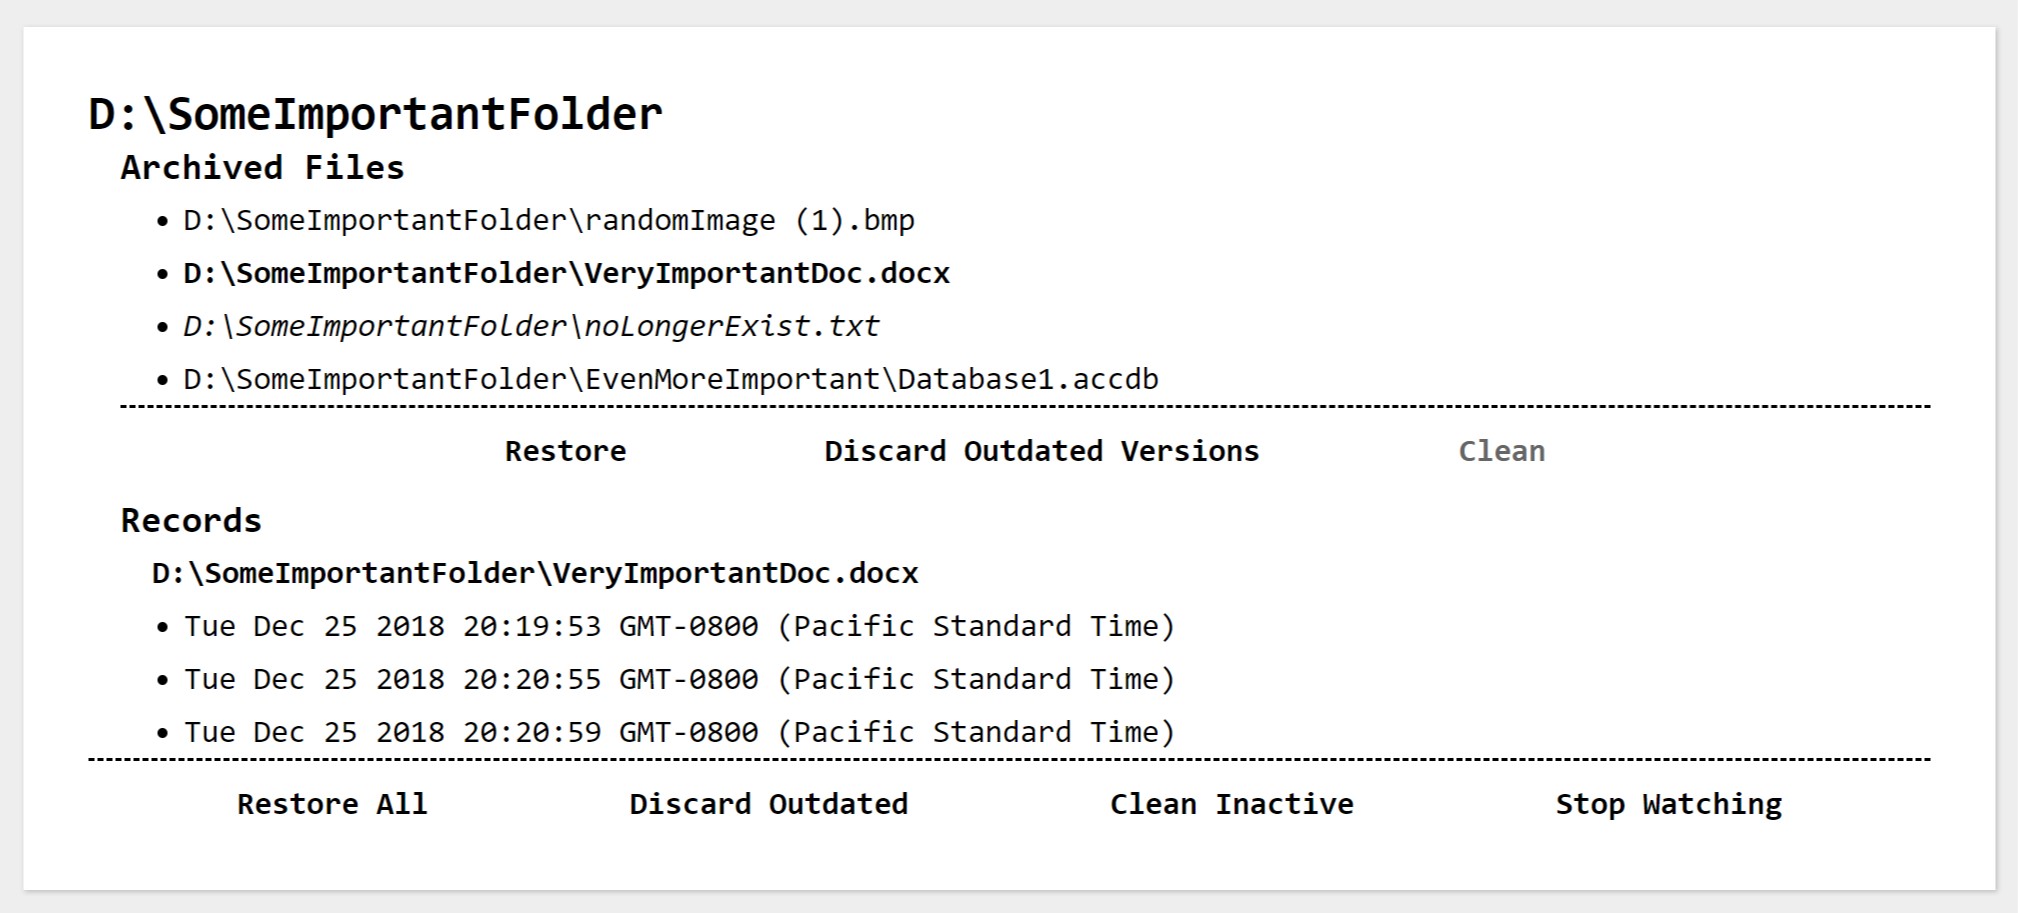 D:\SomeImportantFolder
Archived Files
• D:\SomeImportantFolder\randomImage (1).bmp
• D:\SomeImportantFolder\VeryImportantDoc.docx
• D:\SomeImportantFolder\noLongerExist.txt
• D:\SomeImportantFolder\EvenMoreImportant\Database1.accdb
Restore Discard Outdated Versions Clean
Records
D:\SomeImportantFolder\VeryImportantDoc.docx
• Tue Dec 25 2018 20:19:53 GMT-0800 (Pacific Standard Time)
• Tue Dec 25 2018 20:20:55 GMT-0800 (Pacific Standard Time)
• Tue Dec 25 2018 20:20:59 GMT-0800 (Pacific Standard Time)
Restore All Discard Outdated Clean Inactive Stop Watching